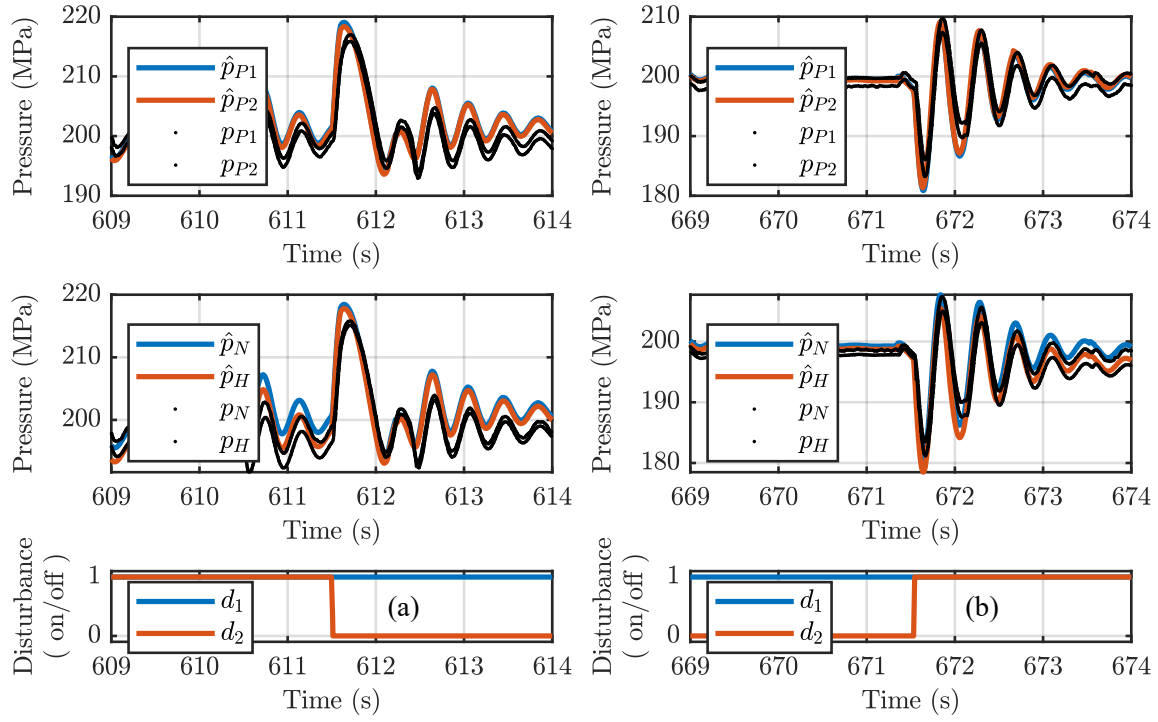 220
210
200
190
Pressure (MPa)
p̂P1
p̂P2
pP1
pP2
609 610 611 612 613 614
Time (s)
210
200
190
180
Pressure (MPa)
p̂P1
p̂P2
pP1
pP2
669 670 671 672 673 674
Time (s)
220
210
200
Pressure (MPa)
p̂N
p̂H
pN
pH
609 610 611 612 613 614
Time (s)
200
190
180
Pressure (MPa)
p̂N
p̂H
pN
pH
669 670 671 672 673 674
Time (s)
1
0
Disturbance
( on/off )
d1
d2
(a)
609 610 611 612 613 614
Time (s)
1
0
Disturbance
( on/off )
d1
d2
(b)
669 670 671 672 673 674
Time (s)